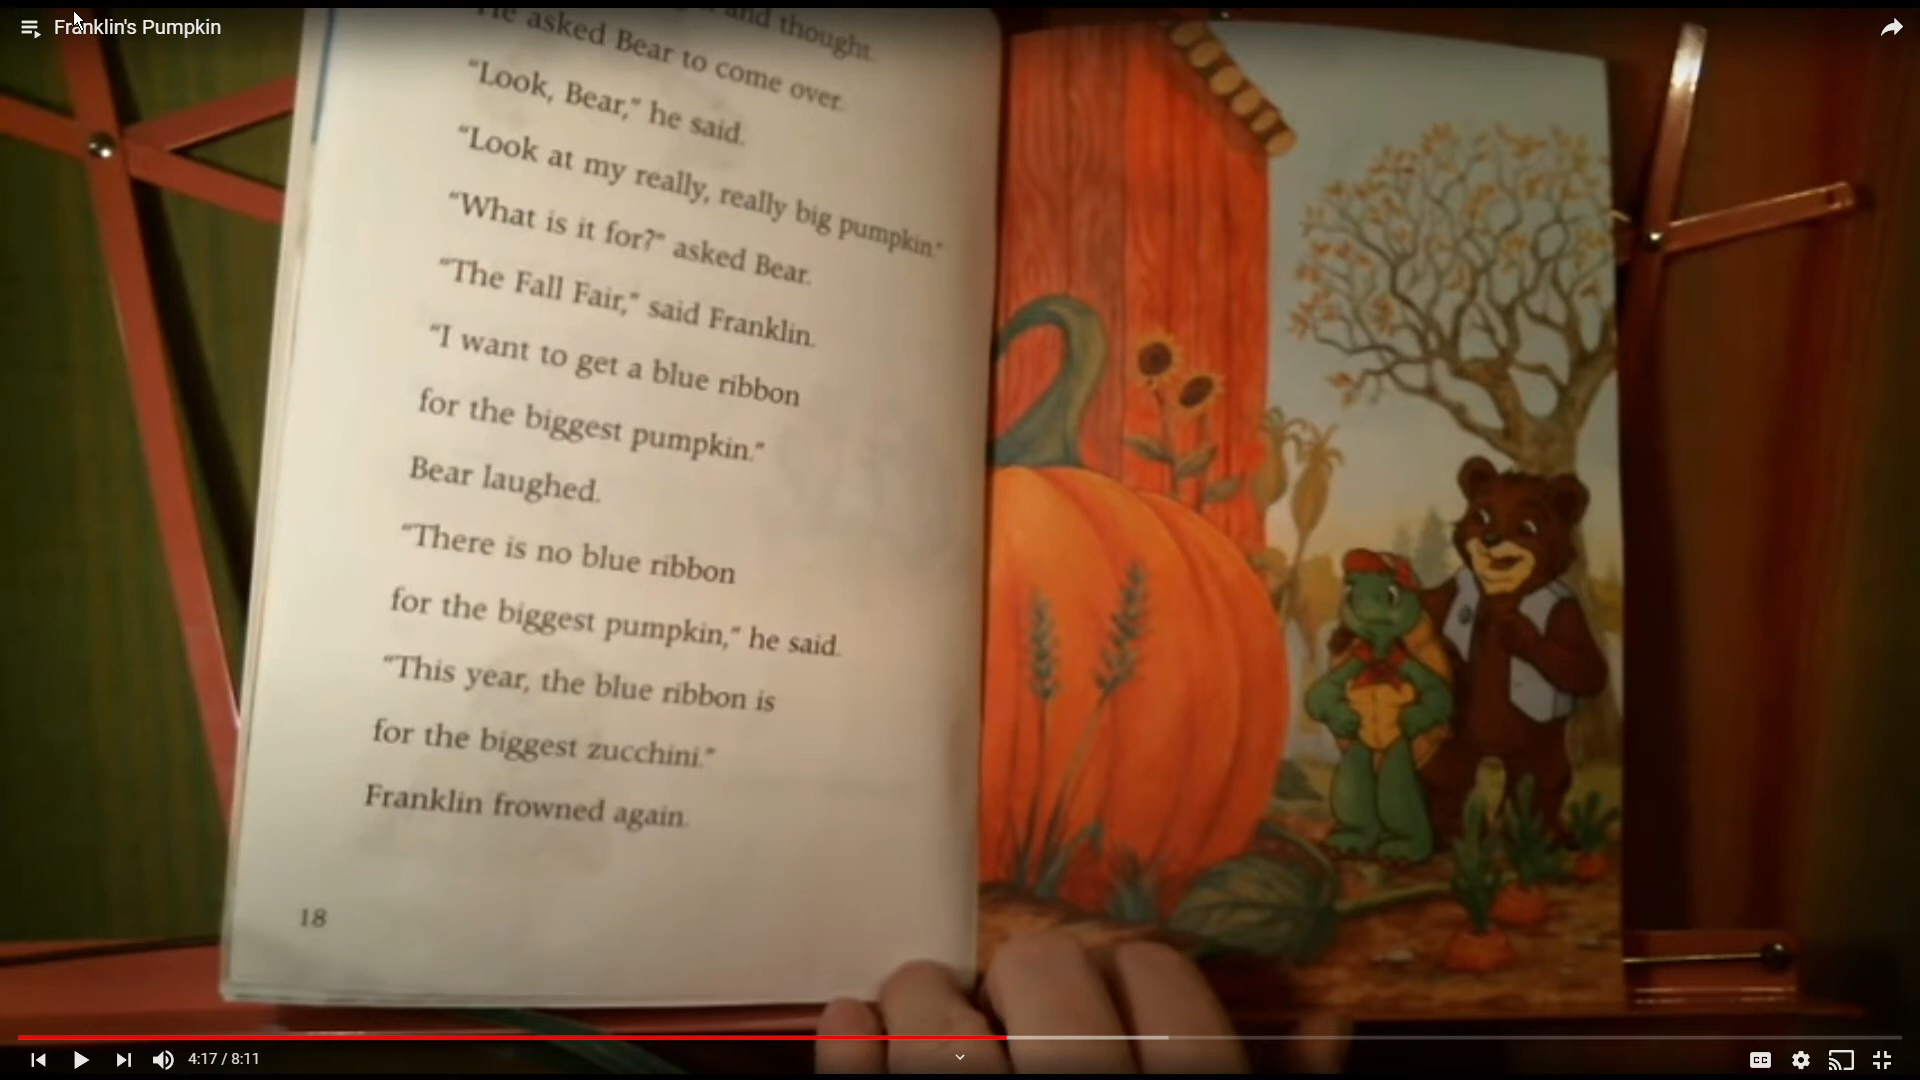 Franklin's Pumpkin
and thought.
He asked Bear to come over.
“Look, Bear,” he said.
“Look at my really, really big pumpkin.”
“What is it for?” asked Bear.
“The Fall Fair,” said Franklin.
“I want to get a blue ribbon
for the biggest pumpkin.”
Bear laughed.
“There is no blue ribbon
for the biggest pumpkin,” he said.
“This year, the blue ribbon is
for the biggest zucchini.”
Franklin frowned again.
18
4:17 / 8:11
CC